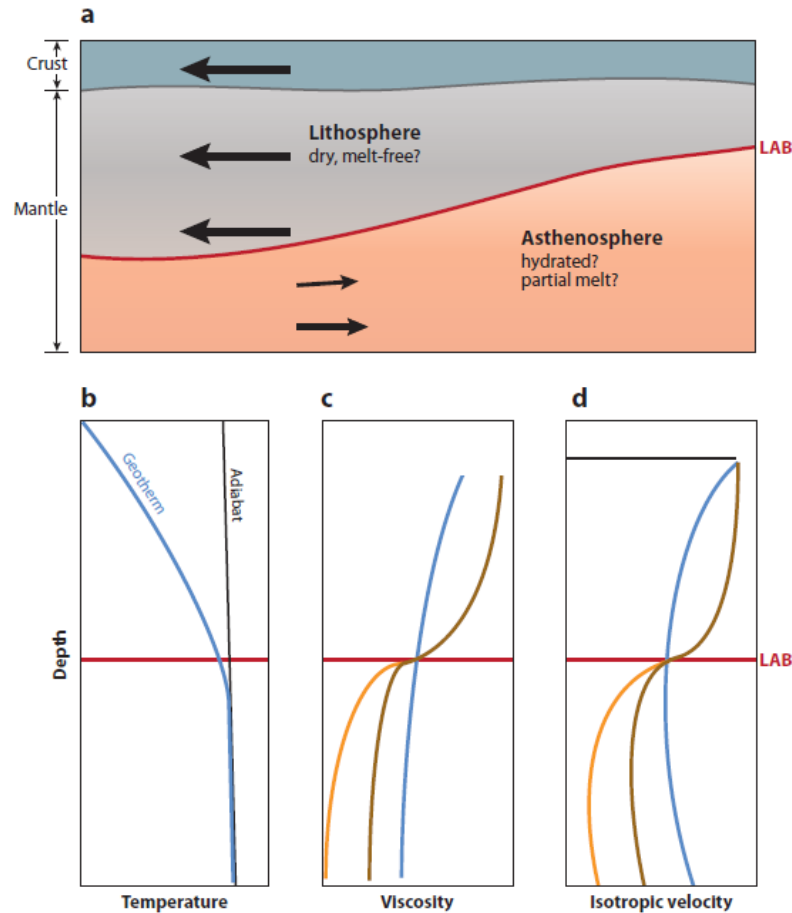 a
Crust
Lithosphere
dry, melt-free?
LAB
Mantle
Asthenosphere
hydrated?
partial melt?
b
c
d
Geotherm
Adiabat
Depth
LAB
Temperature
Viscosity
Isotropic velocity